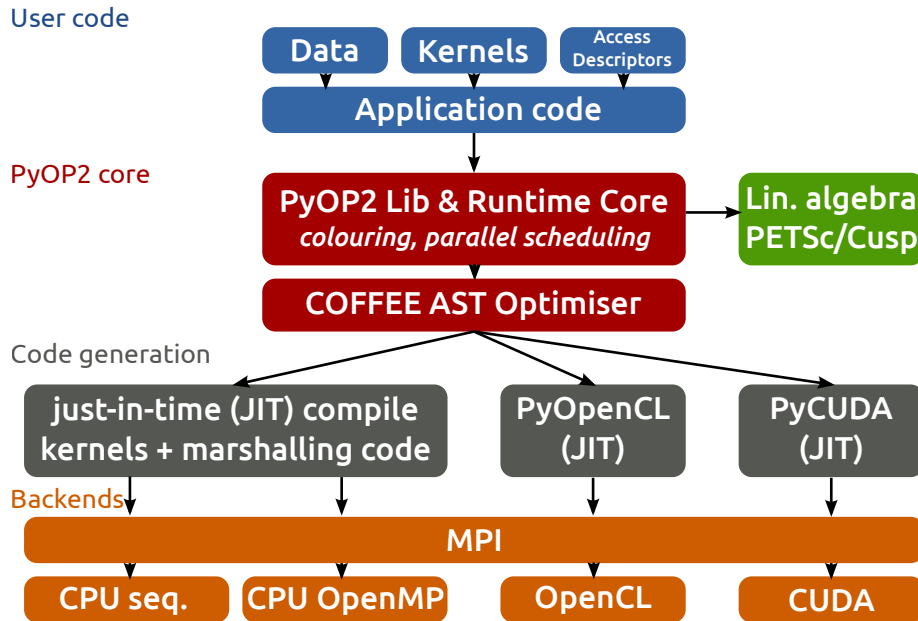 User code
Data
Kernels
Access
Descriptors
Application code
PyOP2 core
PyOP2 Lib & Runtime Core
colouring, parallel scheduling
Lin. algebra
PETSc/Cusp
COFFEE AST Optimiser
Code generation
just-in-time (JIT) compile
kernels + marshalling code
PyOpenCL
(JIT)
PyCUDA
(JIT)
Backends
MPI
CPU seq.
CPU OpenMP
OpenCL
CUDA